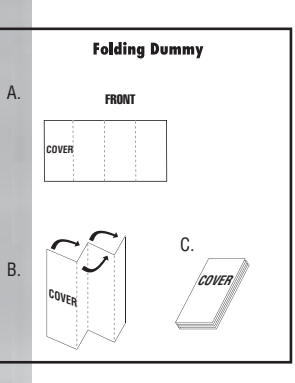 Folding Dummy
A.
FRONT
COVER
B.
COVER
C.
COVER